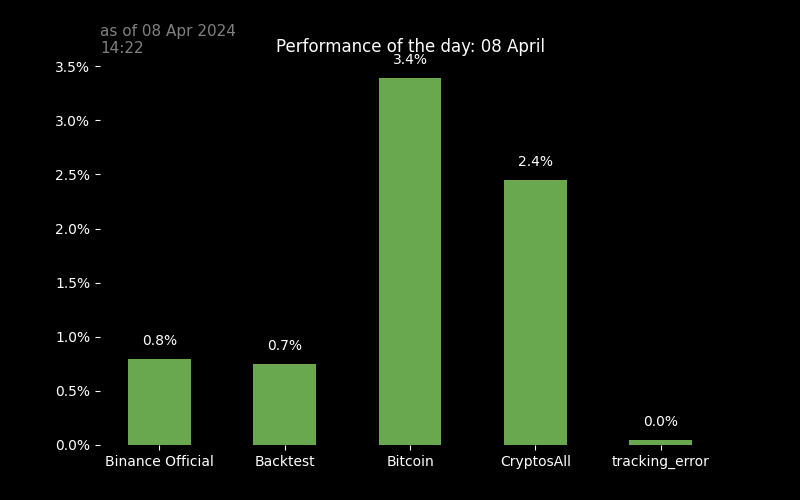 as of 08 Apr 2024
14:22
Performance of the day: 08 April
3.5%
3.0%
2.5%
2.0%
1.5%
1.0%
0.5%
0.0%
0.8%
0.7%
3.4%
2.4%
0.0%
Binance Official
Backtest
Bitcoin
CryptosAll
tracking_error